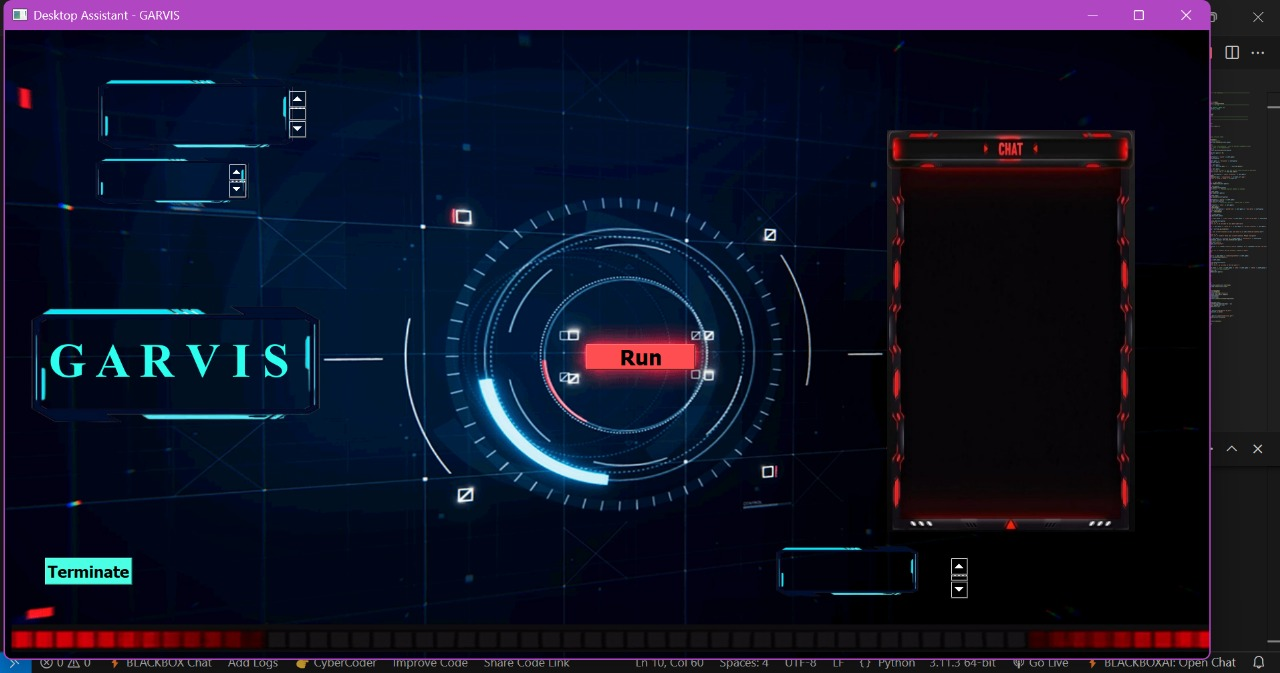 Desktop Assistant - GARVIS
CHAT
GARVIS
Run
Terminate
0 0 BLACKBOX Chat Add Logs CyberCoder Improve Code Share Code Link Ln 10, Col 60 Spaces: 4 UTF-8 LF {} Python 3.11.3 64-bit Go Live BLACKBOXAI: Open Chat